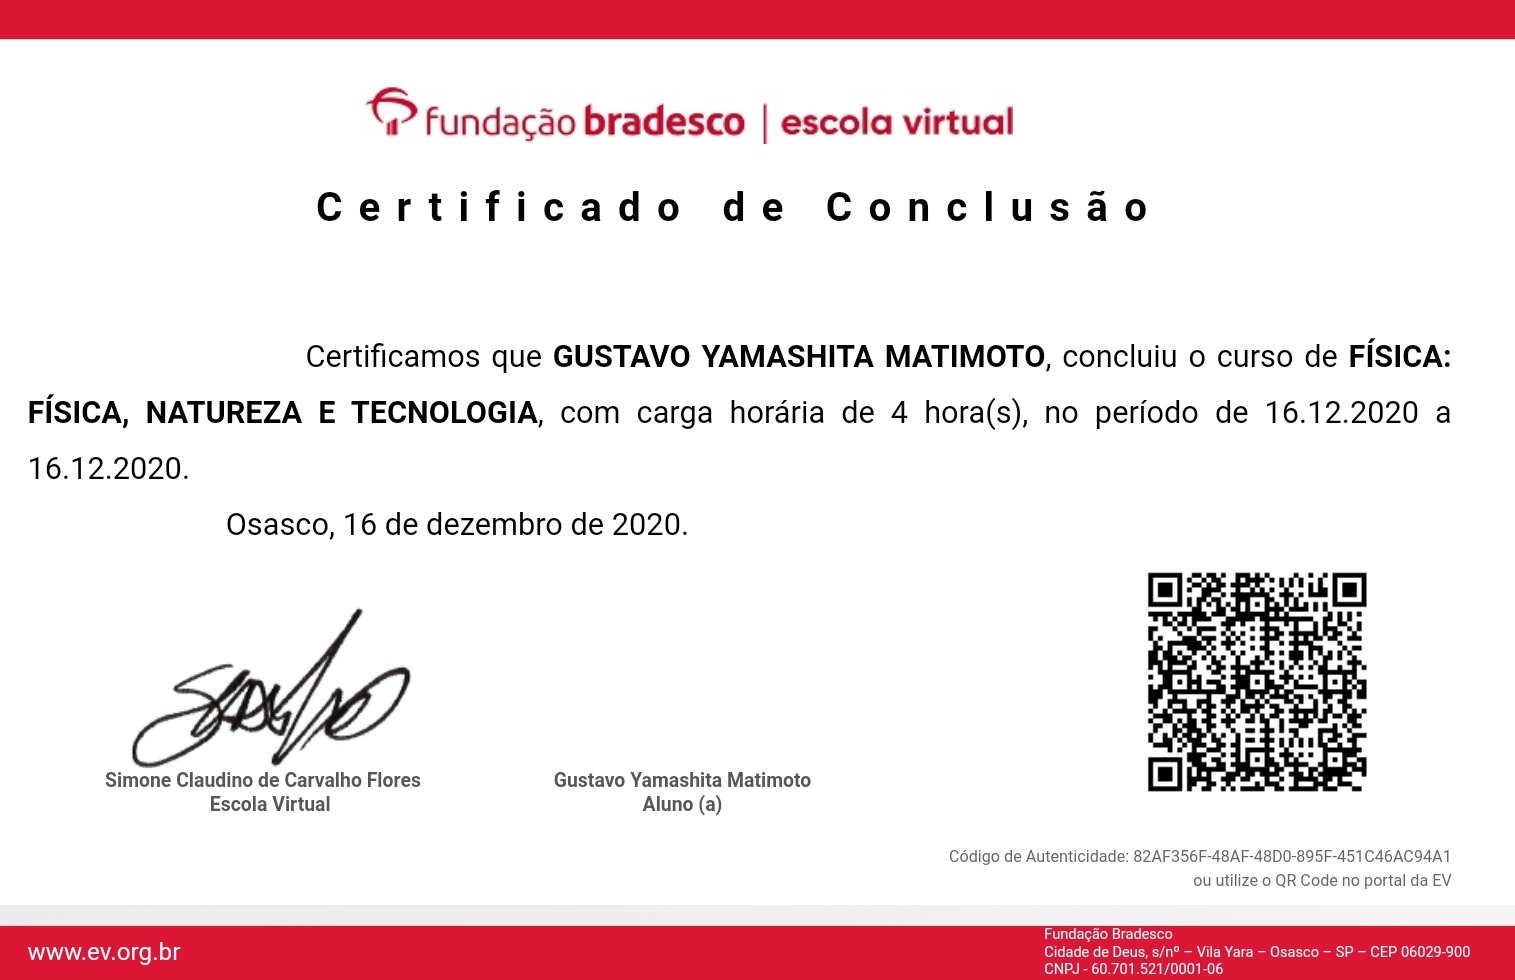 fundação bradesco | escola virtual
Certificado de Conclusão
Certificamos que GUSTAVO YAMASHITA MATIMOTO, concluiu o curso de FÍSICA:
FÍSICA, NATUREZA E TECNOLOGIA, com carga horária de 4 hora(s), no período de 16.12.2020 a
16.12.2020.
Osasco, 16 de dezembro de 2020.
Simone Claudino de Carvalho Flores
Escola Virtual
Gustavo Yamashita Matimoto
Aluno (a)
Código de Autenticidade: 82AF356F-48AF-48D0-895F-451C46AC94A1
ou utilize o QR Code no portal da EV
www.ev.org.br
Fundação Bradesco
Cidade de Deus, s/nº – Vila Yara – Osasco – SP – CEP 06029-900
CNPJ - 60.701.521/0001-06